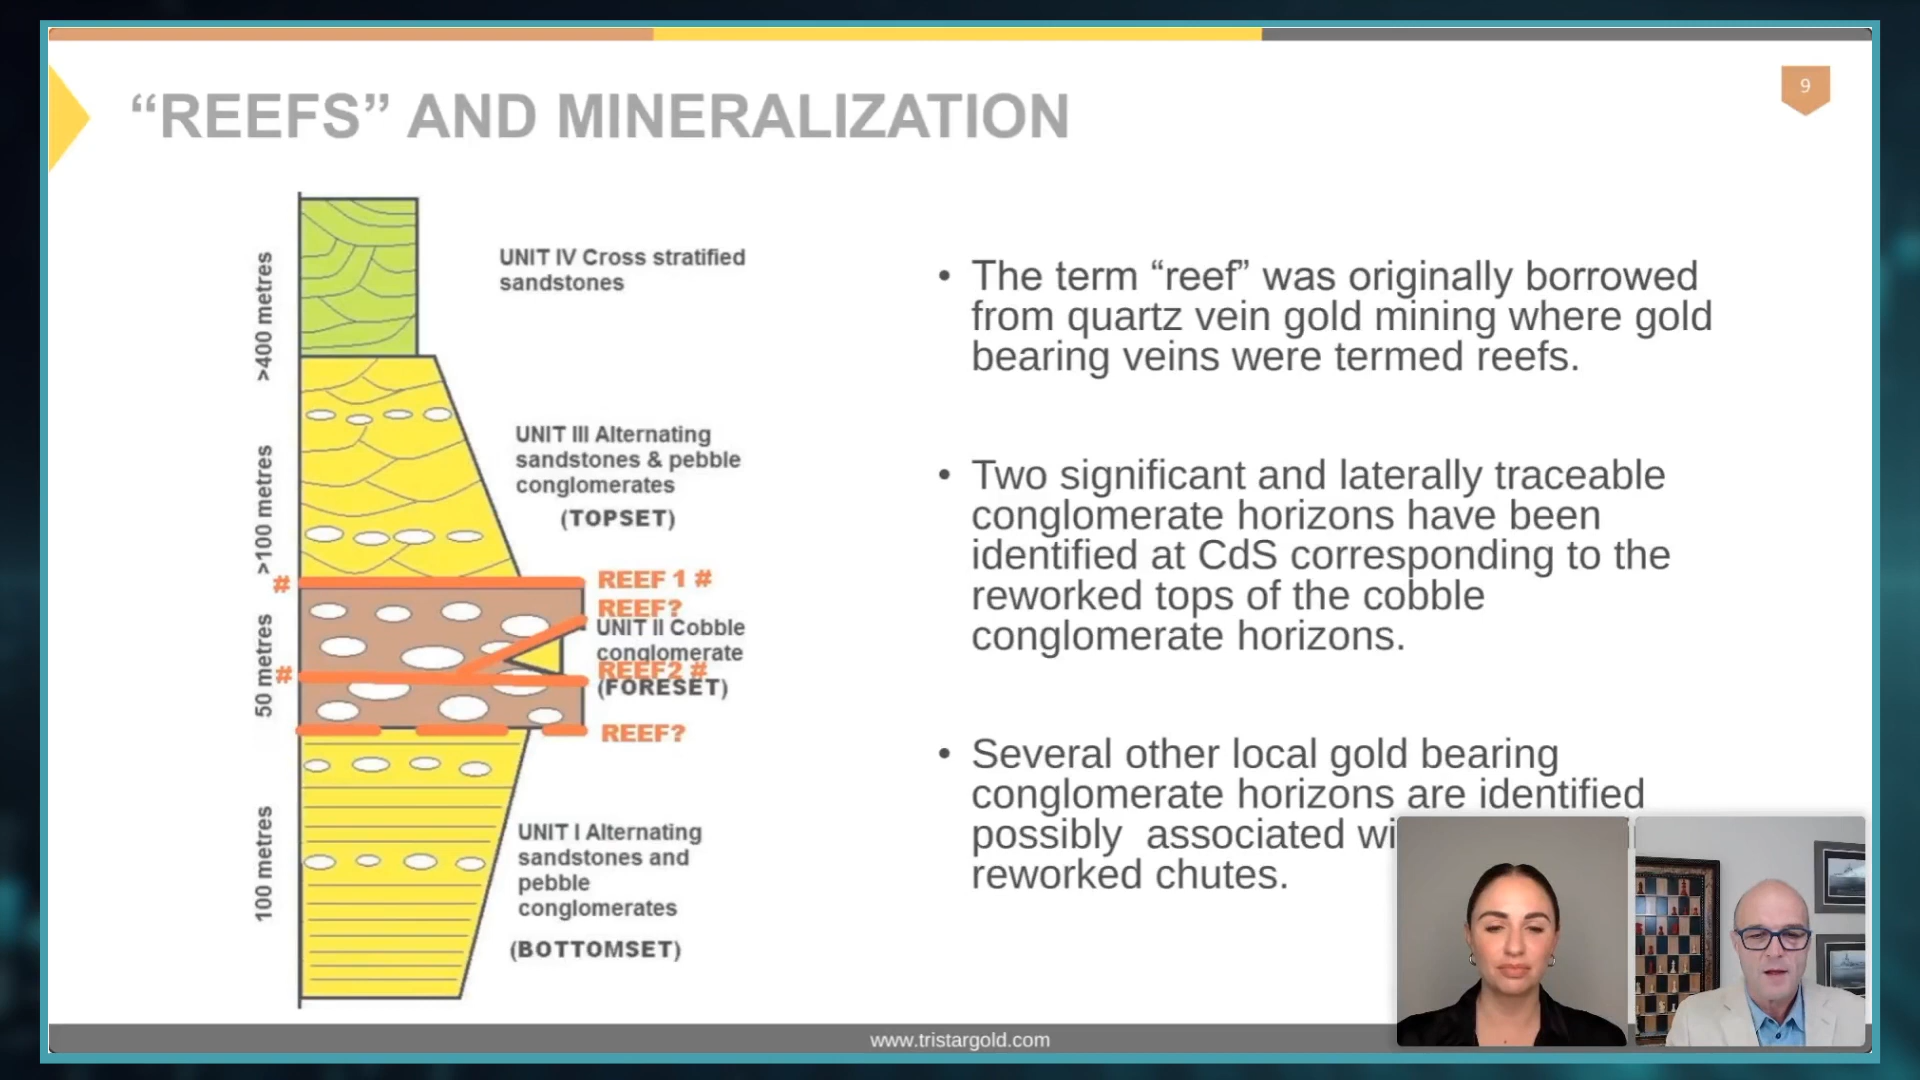 “REEFS” AND MINERALIZATION
9
>400 metres
UNIT IV Cross stratified
sandstones
>100 metres
UNIT III Alternating
sandstones & pebble
conglomerates
(TOPSET)
#
REEF 1 #
REEF?
50 metres
UNIT II Cobble
conglomerate
#
REEF2 #
(FORESET)
REEF?
100 metres
UNIT I Alternating
sandstones and
pebble
conglomerates
(BOTTOMSET)
• The term “reef” was originally borrowed
from quartz vein gold mining where gold
bearing veins were termed reefs.
• Two significant and laterally traceable
conglomerate horizons have been
identified at CdS corresponding to the
reworked tops of the cobble
conglomerate horizons.
• Several other local gold bearing
conglomerate horizons are identified
possibly associated
reworked chutes.
www.tristargold.com